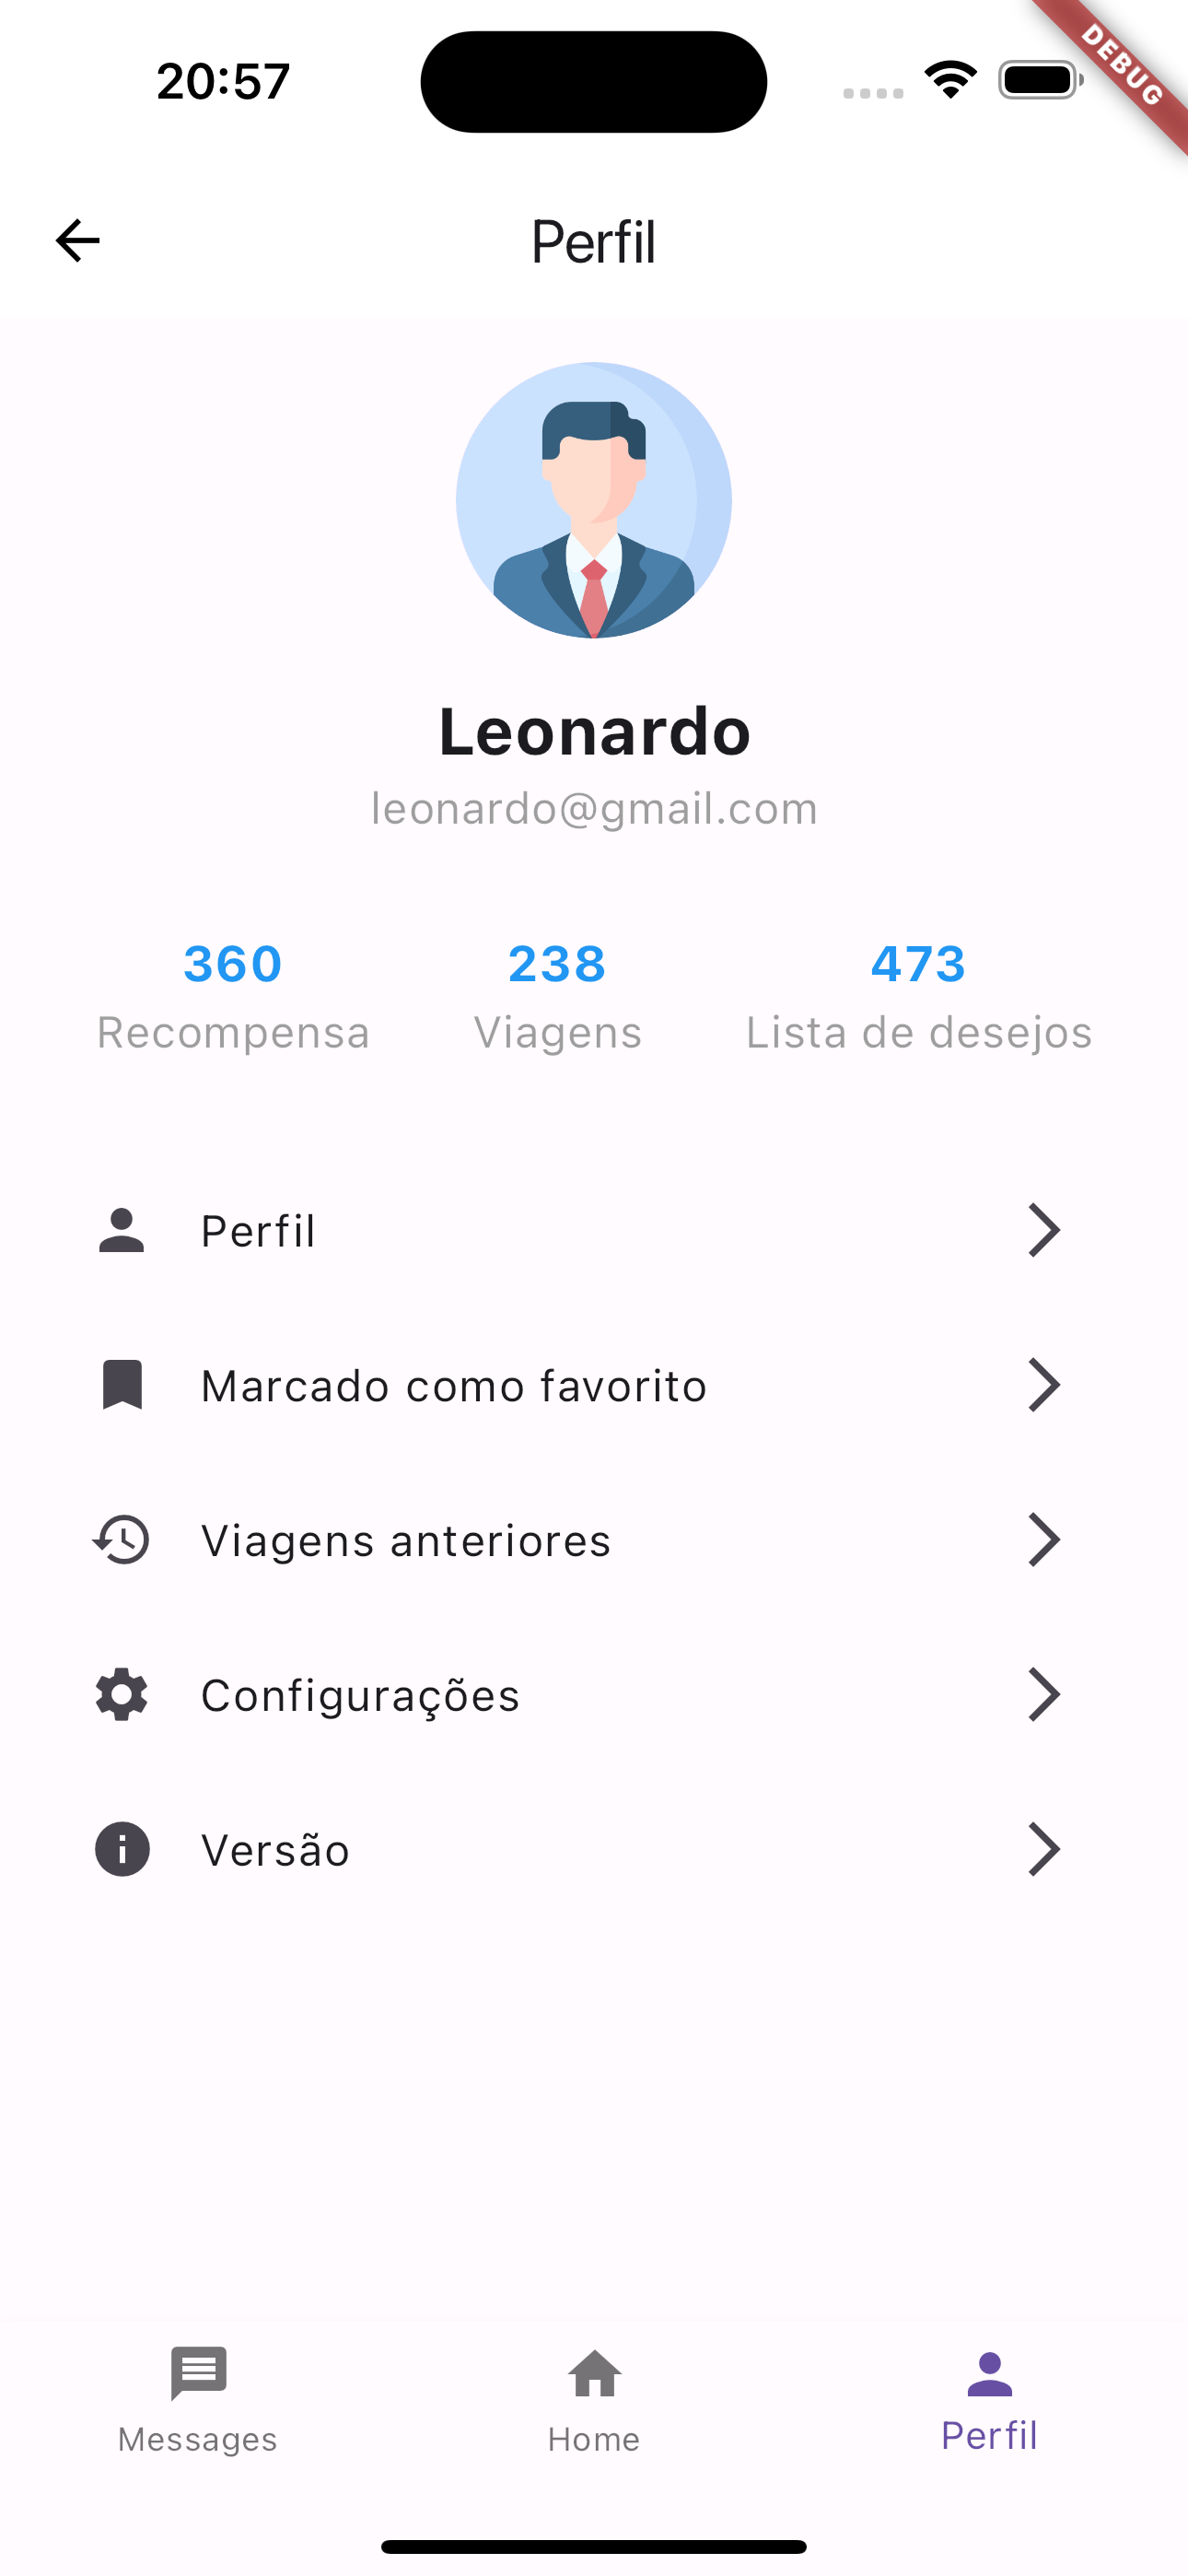 20:57
DEBUG
Perfil
Leonardo
leonardo@gmail.com
360 238 473
Recompensa Viagens Lista de desejos
Perfil
Marcado como favorito
Viagens anteriores
Configurações
Versão
Messages Home Perfil